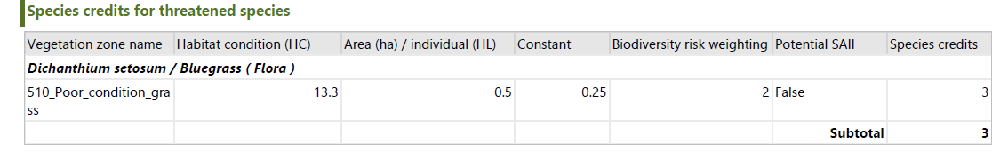 Species credits for threatened species
Vegetation zone name Habitat condition (HC) Area (ha) / individual (HL) Constant Biodiversity risk weighting Potential SAII Species credits
Dichanthium setosum / Bluegrass ( Flora )
510_Poor_condition_gra 13.3 0.5 0.25 2 False 3
ss
Subtotal 3